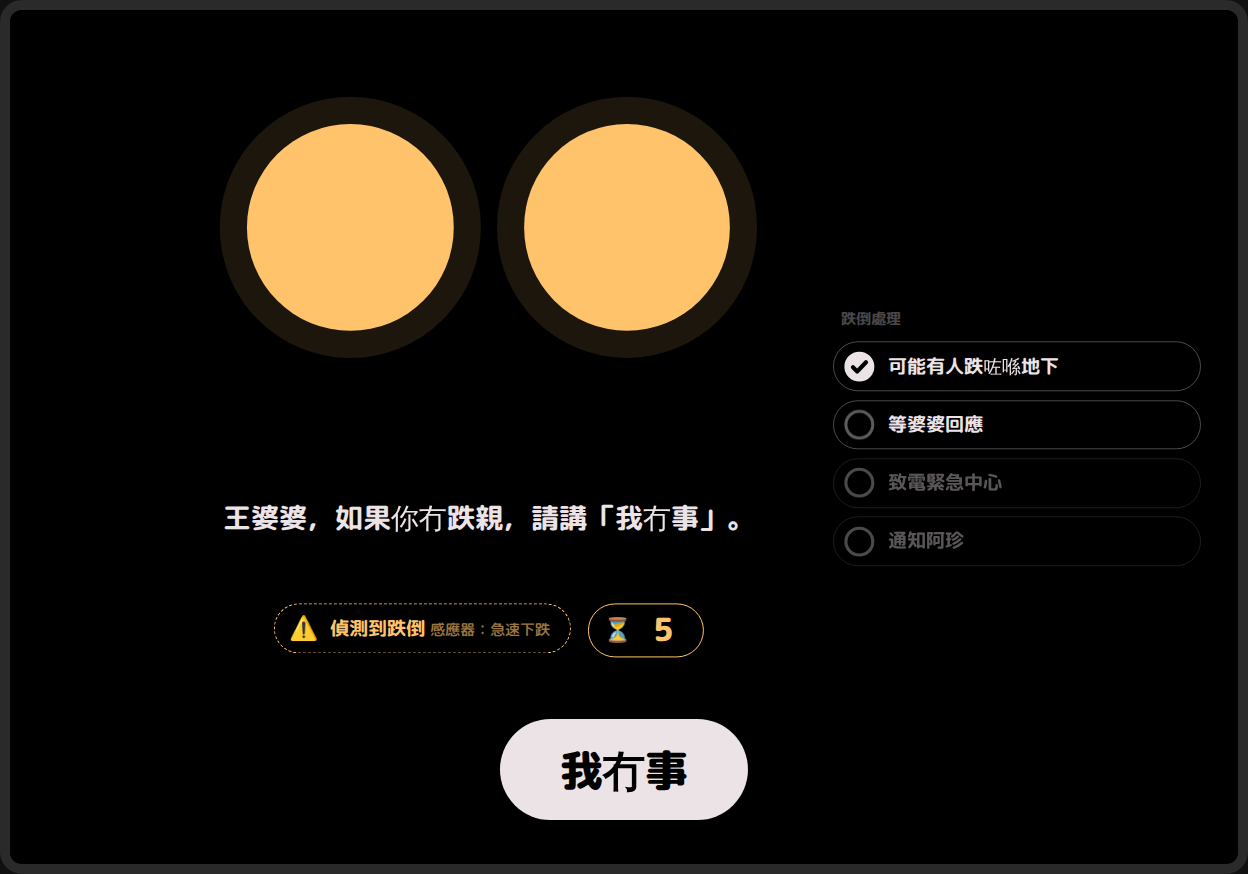 跌倒處理
可能有人跌咗喺地下
等婆婆回應
致電緊急中心
通知阿珍
王婆婆，如果你冇跌親，請講「我冇事」。
⚠️ 偵測到跌倒 感應器：急速下跌
⏳ 5
我冇事